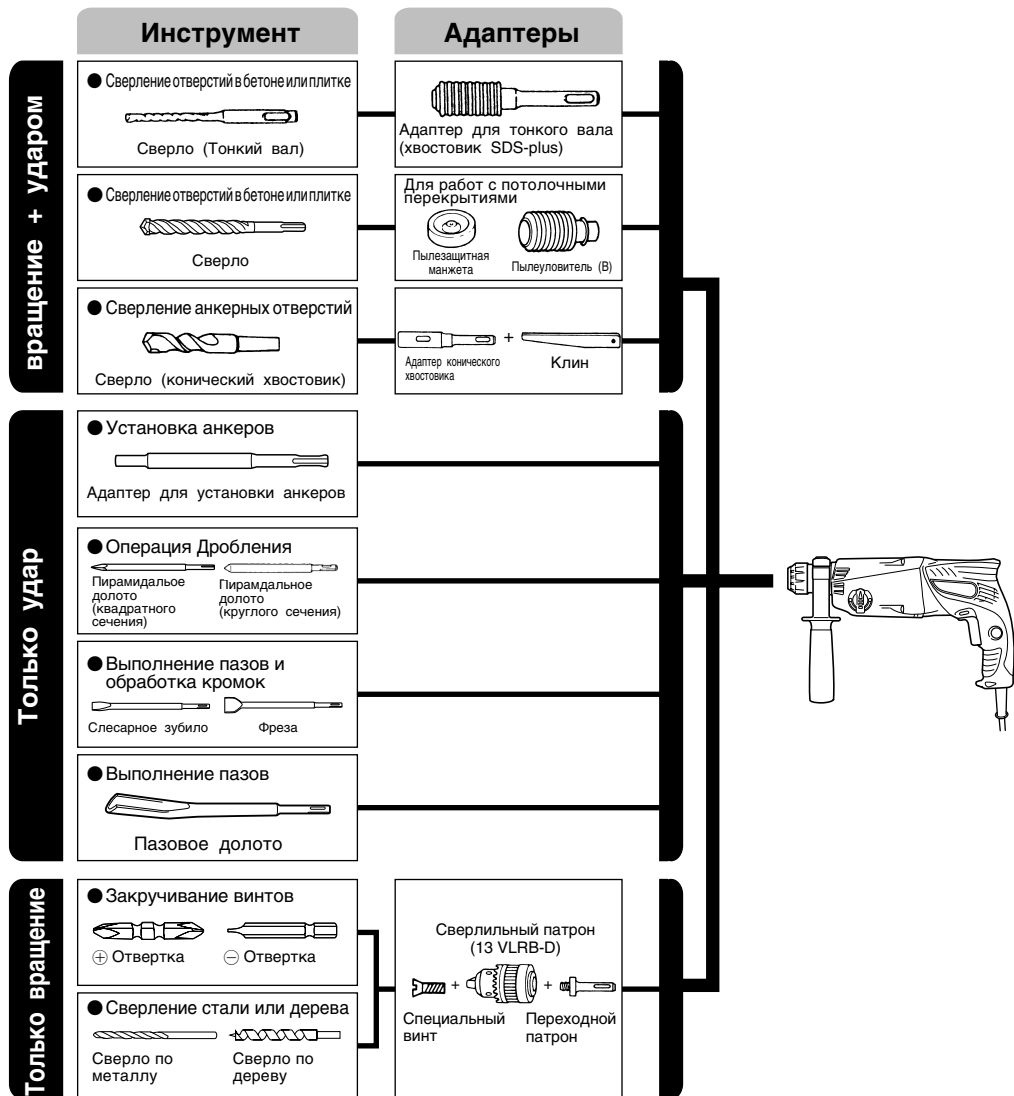 Инструмент
Адаптеры
вращение + ударом
● Сверление отверстий в бетоне или плитке
Сверло (Тонкий вал)
Адаптер для тонкого вала
(хвостовик SDS-plus)
● Сверление отверстий в бетоне или плитке
Сверло
Для работ с потолочными
перекрытиями
Пылезащитная
манжета
Пылеуловитель (B)
● Сверление анкерных отверстий
Сверло (конический хвостовик)
+
Адаптер конического
хвостовика
Клин
Только удар
● Установка анкеров
Адаптер для установки анкеров
● Операция Дробления
Пирамидальое
долото
(квадратного
сечения)
Пирамдальное
долото
(круглого сечения)
● Выполнение пазов и
обработка кромок
Слесарное зубило
Фреза
● Выполнение пазов
Пазовое долото
Только вращение
● Закручивание винтов
⊕ Отвертка
⊖ Отвертка
● Сверление стали или дерева
Сверло по
металлу
Сверло по
дереву
Сверлильный патрон
(13 VLRB-D)
+ +
Специальный
винт
Переходной
патрон